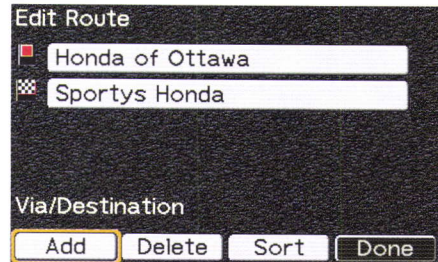 Edit Route
Honda of Ottawa
Sportys Honda
Via/Destination
Add Delete Sort Done